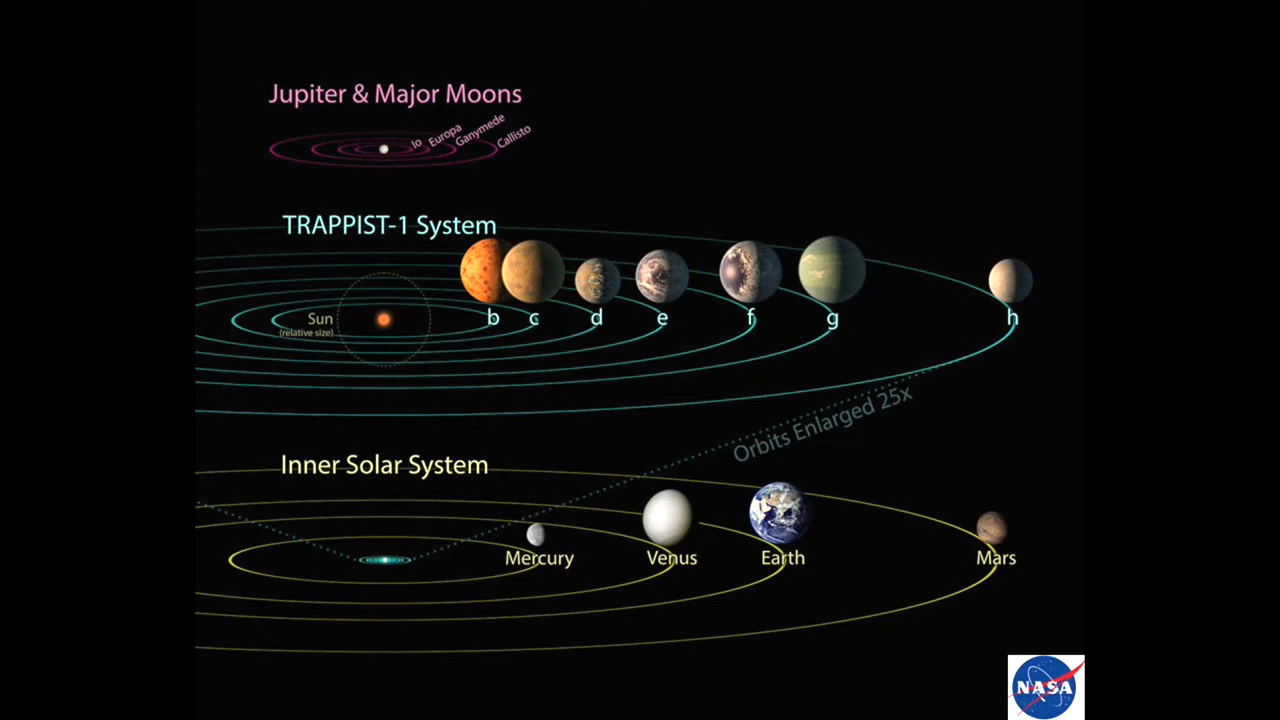 Jupiter & Major Moons
Io
Europa
Ganymede
Callisto
TRAPPIST-1 System
Sun
(relative size)
b
c
d
e
f
g
h
Orbits Enlarged 25x
Inner Solar System
Mercury
Venus
Earth
Mars
NASA